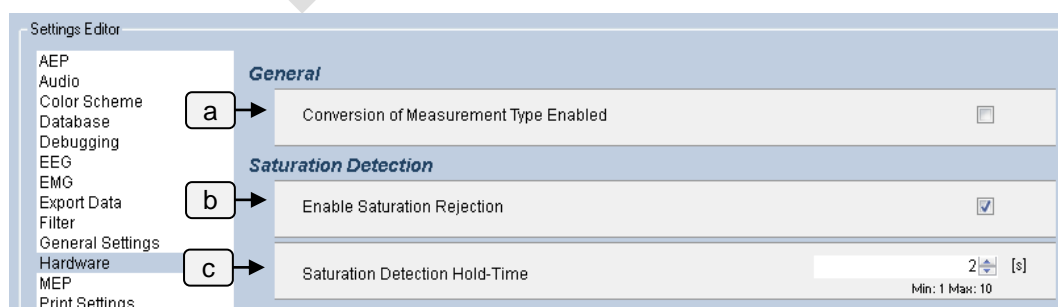 Settings Editor
AEP
Audio
Color Scheme
Database
Debugging
EEG
EMG
Export Data
Filter
General Settings
Hardware
MEP
Print Settings
General
a
Conversion of Measurement Type Enabled
Saturation Detection
b
Enable Saturation Rejection
c
Saturation Detection Hold-Time
2 [s]
Min: 1 Max: 10